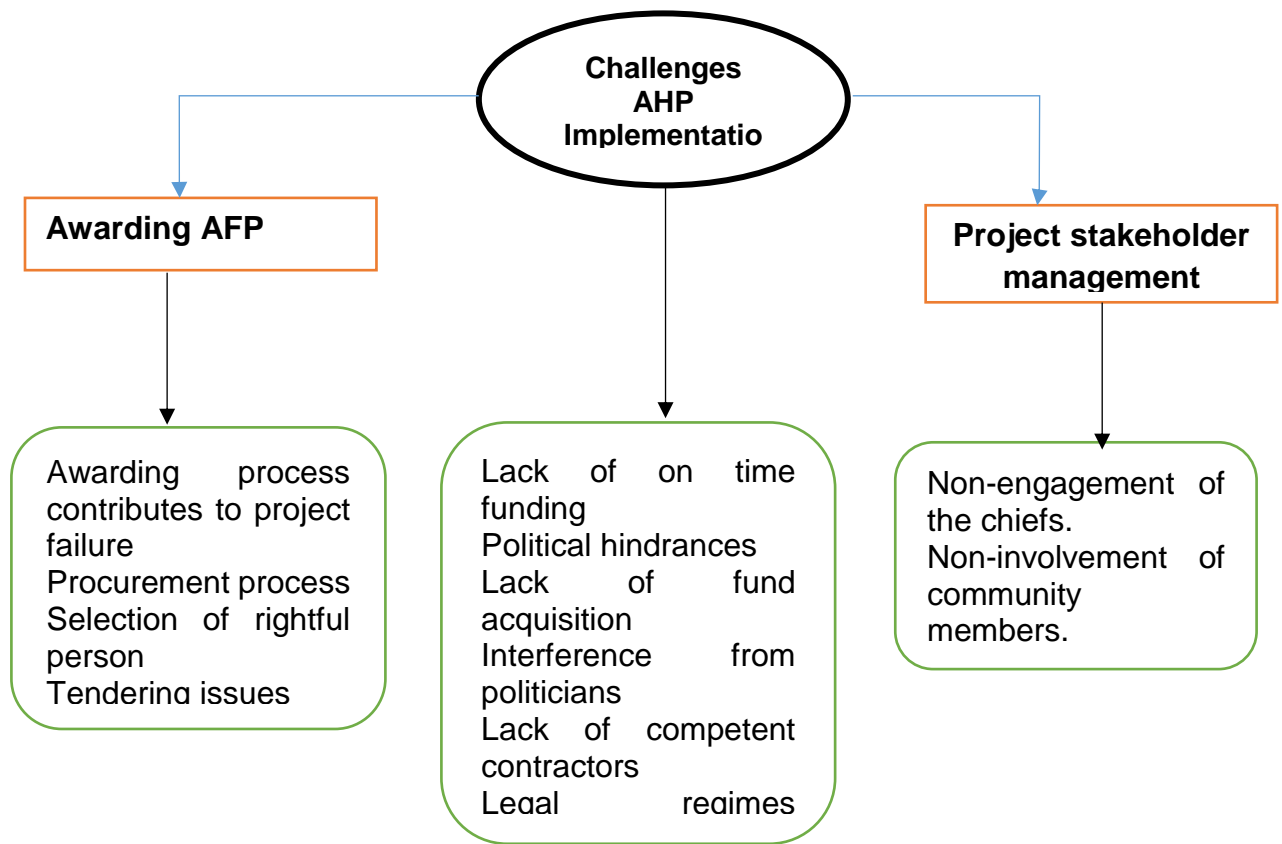 Challenges
AHP
Implementatio
Awarding AFP
Project stakeholder
management
Awarding process
contributes to project
failure
Procurement process
Selection of rightful
person
Tendering issues
Lack of on time
funding
Political hindrances
Lack of fund
acquisition
Interference from
politicians
Lack of competent
contractors
Legal regimes
Non-engagement of
the chiefs.
Non-involvement of
community
members.